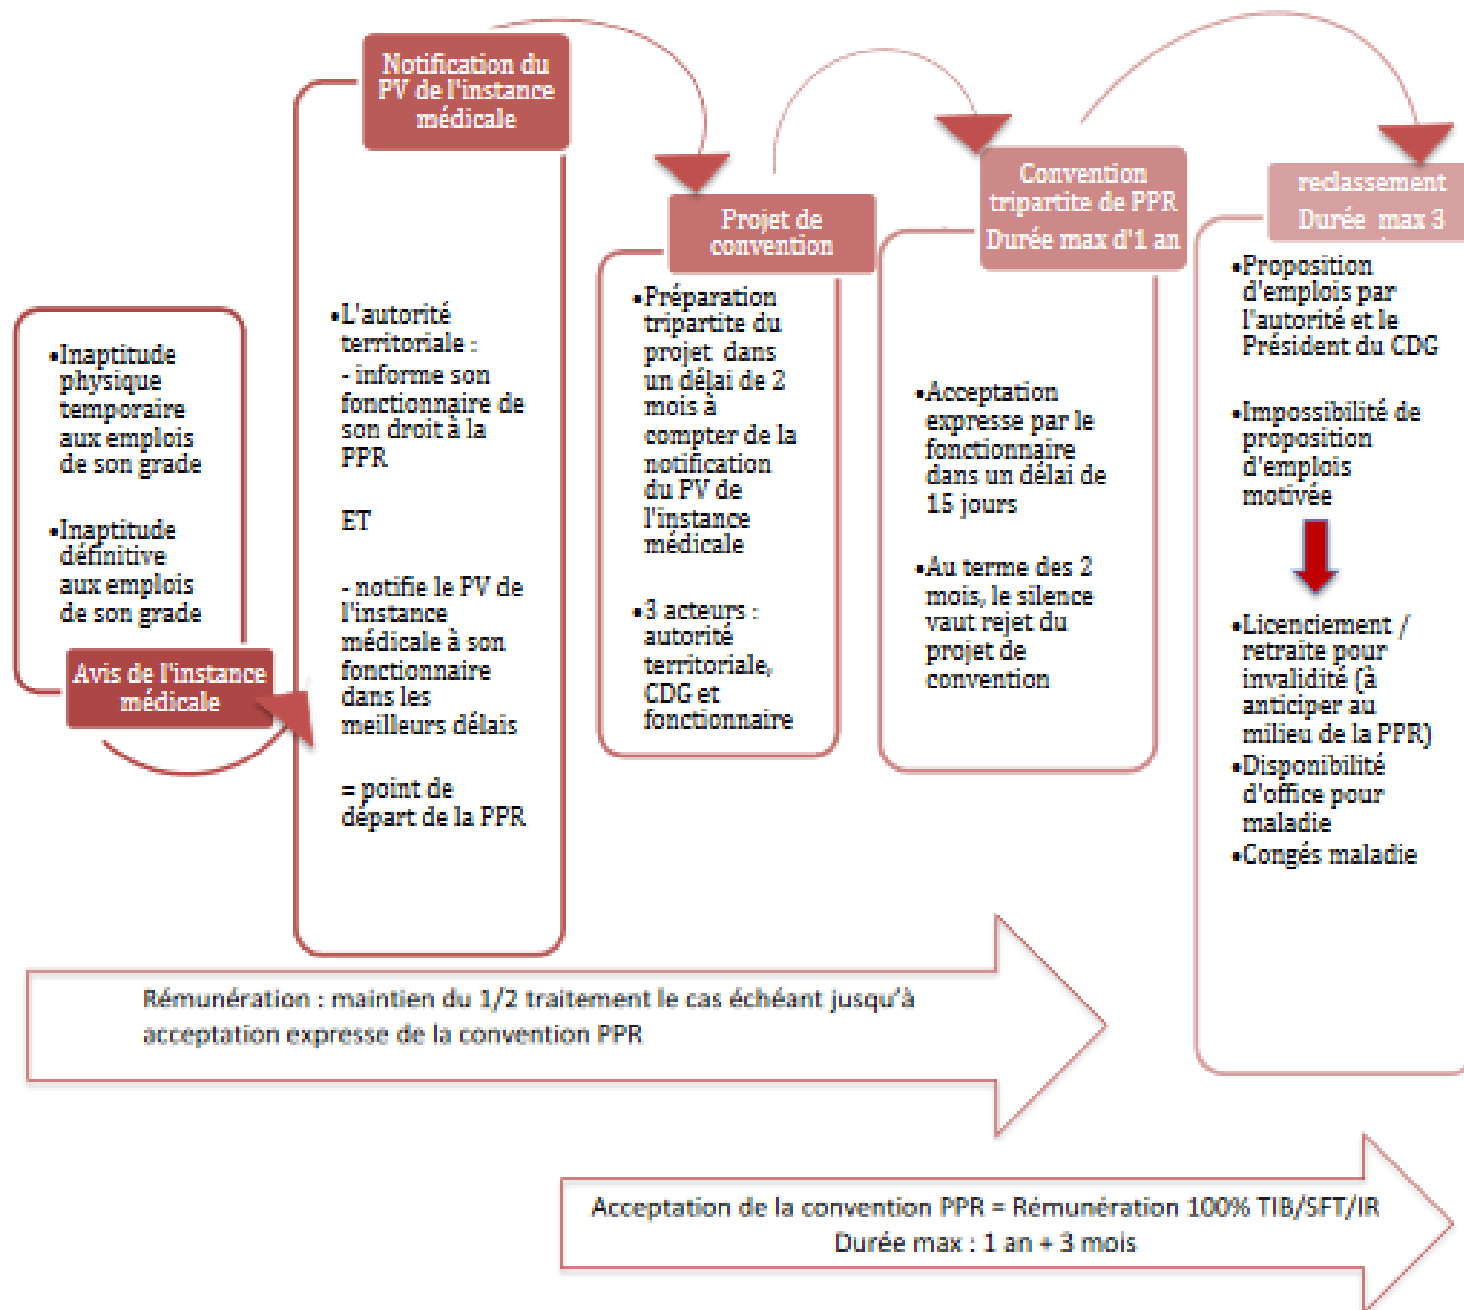 •Inaptitude
physique
temporaire
aux emplois
de son grade
•Inaptitude
définitive
aux emplois
de son grade
Avis de l'instance
médicale
Notification du
PV de l'instance
médicale
•L'autorité
territoriale :
- informe son
fonctionnaire de
son droit à la
PPR
ET
- notifie le PV de
l'instance
médicale à son
fonctionnaire
dans les
meilleurs délais
= point de
départ de la PPR
Projet de
convention
•Préparation
tripartite du
projet dans
un délai de 2
mois à
compter de la
notification
du PV de
l'instance
médicale
•3 acteurs :
autorité
territoriale,
CDG et
fonctionnaire
Convention
tripartite de PPR
Durée max d'1 an
•Acceptation
expresse par le
fonctionnaire
dans un délai de
15 jours
•Au terme des 2
mois, le silence
vaut rejet du
projet de
convention
reclassement
Durée max 3
•Proposition
d'emplois par
l'autorité et le
Président du CDG
•Impossibilité de
proposition
d'emplois
motivée
•Licenciement /
retraite pour
invalidité (à
anticiper au
milieu de la PPR)
•Disponibilité
d'office pour
maladie
•Congés maladie
Rémunération : maintien du 1/2 traitement le cas échéant jusqu'à
acceptation expresse de la convention PPR
Acceptation de la convention PPR = Rémunération 100% TIB/SFT/IR
Durée max : 1 an + 3 mois